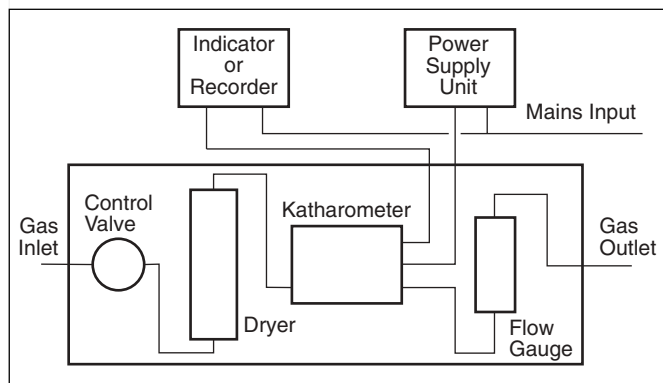 Indicator
or
Recorder
Power
Supply
Unit
Mains Input
Control
Valve
Gas
Inlet
Katharometer
Gas
Outlet
Dryer
Flow
Gauge